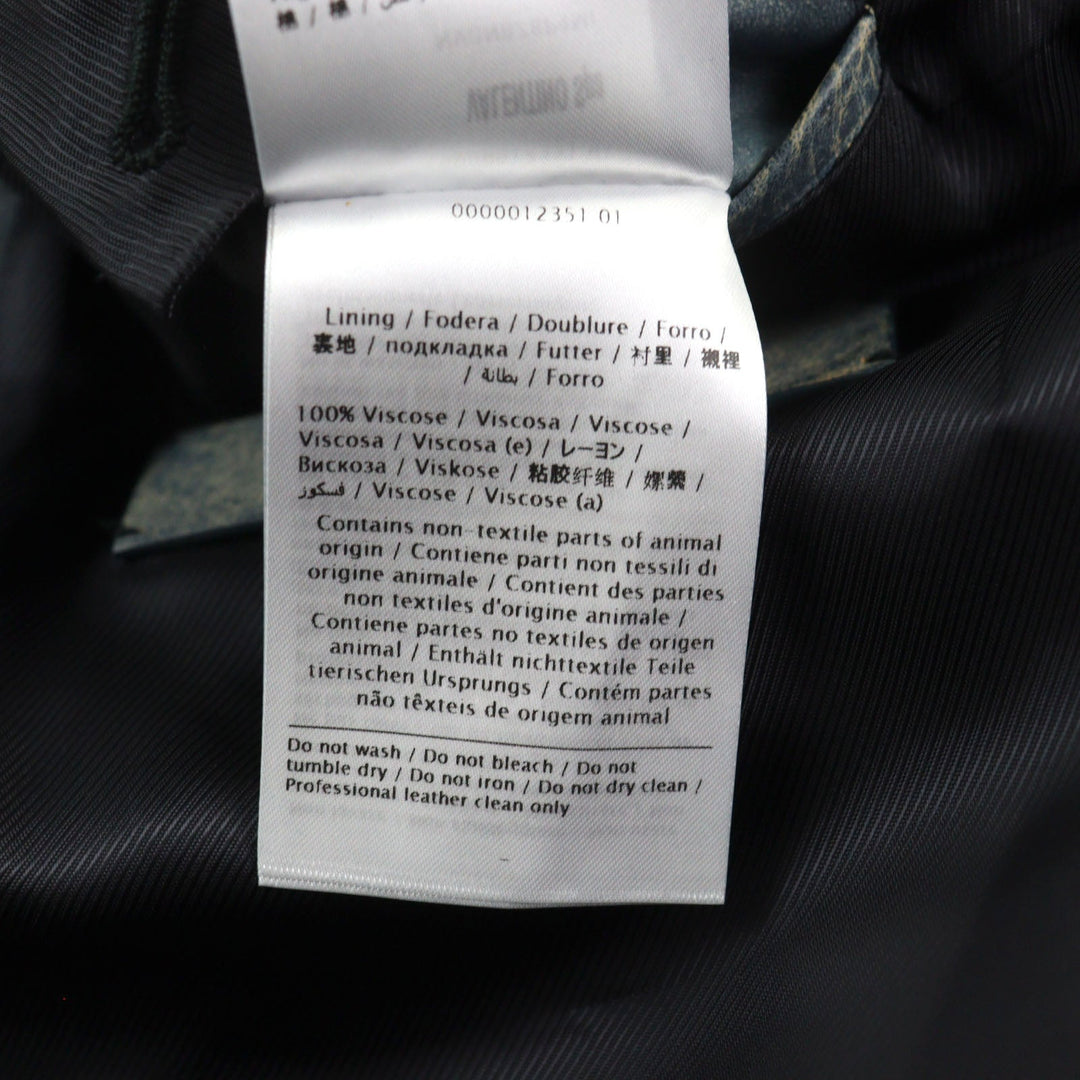 0000012351 01
Lining / Fodera / Doublure / Forro /
裏地 / подкладка / Futter / 衬里 / 襯裡
/ بطانة / Forro
100% Viscose / Viscosa / Viscose /
Viscosa / Viscosa (e) / レーヨン /
Вискоза / Viskose / 粘胶纤维 / 嫘縈 /
فسكوز / Viscose / Viscose (a)
Contains non-textile parts of animal
origin / Contiene parti non tessili di
origine animale / Contient des parties
non textiles d'origine animale /
Contiene partes no textiles de origen
animal / Enthält nichttextile Teile
tierischen Ursprungs / Contém partes
não têxteis de origem animal
Do not wash / Do not bleach / Do not
tumble dry / Do not iron / Do not dry clean /
Professional leather clean only